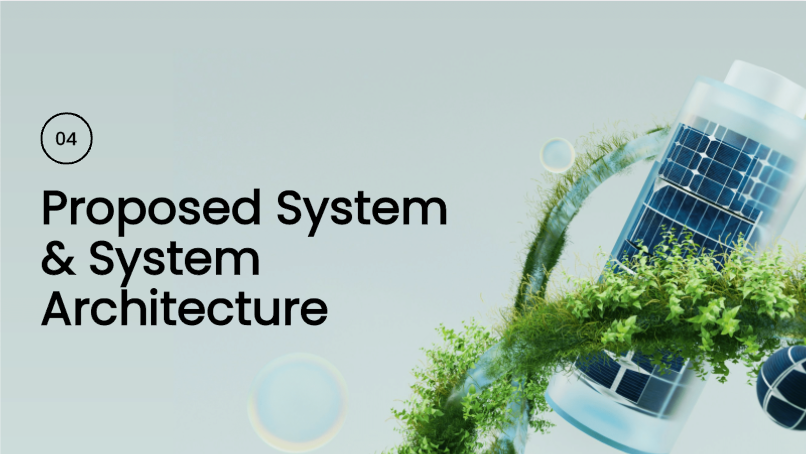 04
Proposed System
& System
Architecture